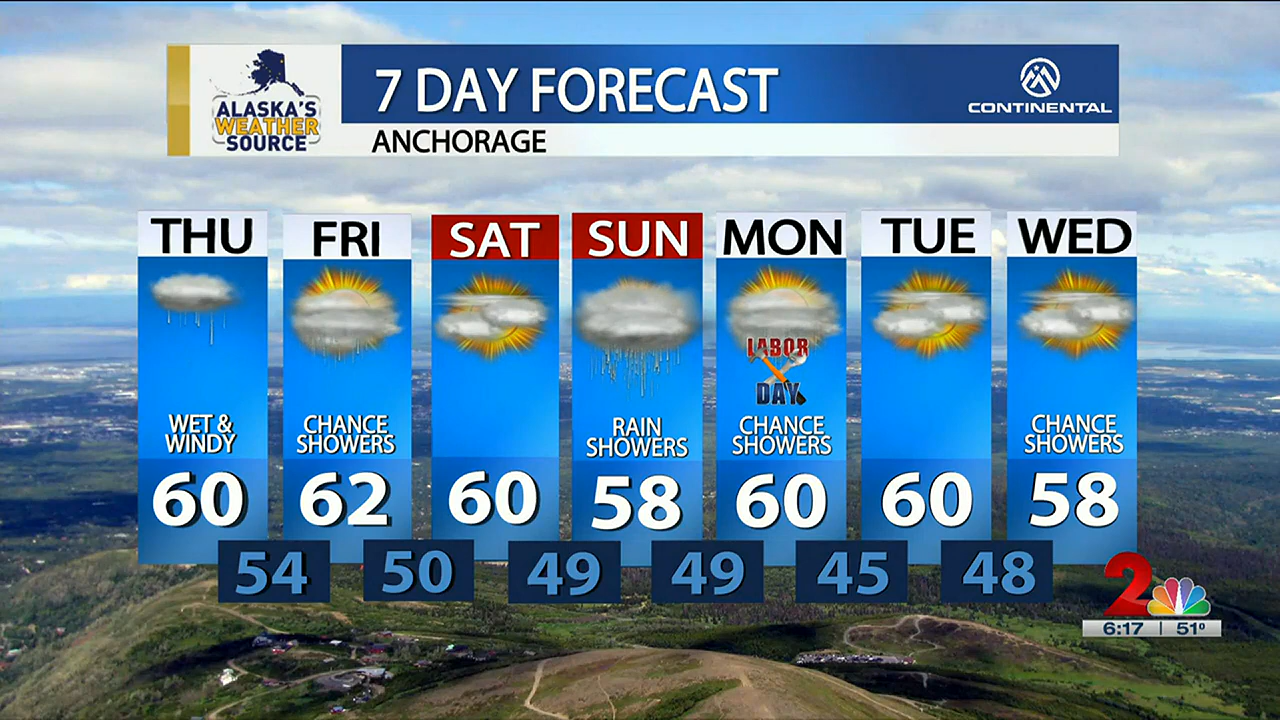 ALASKA'S
WEATHER
SOURCE
7 DAY FORECAST
CONTINENTAL
ANCHORAGE
THU
FRI
SAT
SUN
MON
TUE
WED
LABOR
DAY
WET &
WINDY
CHANCE
SHOWERS
RAIN
SHOWERS
CHANCE
SHOWERS
CHANCE
SHOWERS
60
62
60
58
60
60
58
54
50
49
49
45
48
2
6:17 | 51°